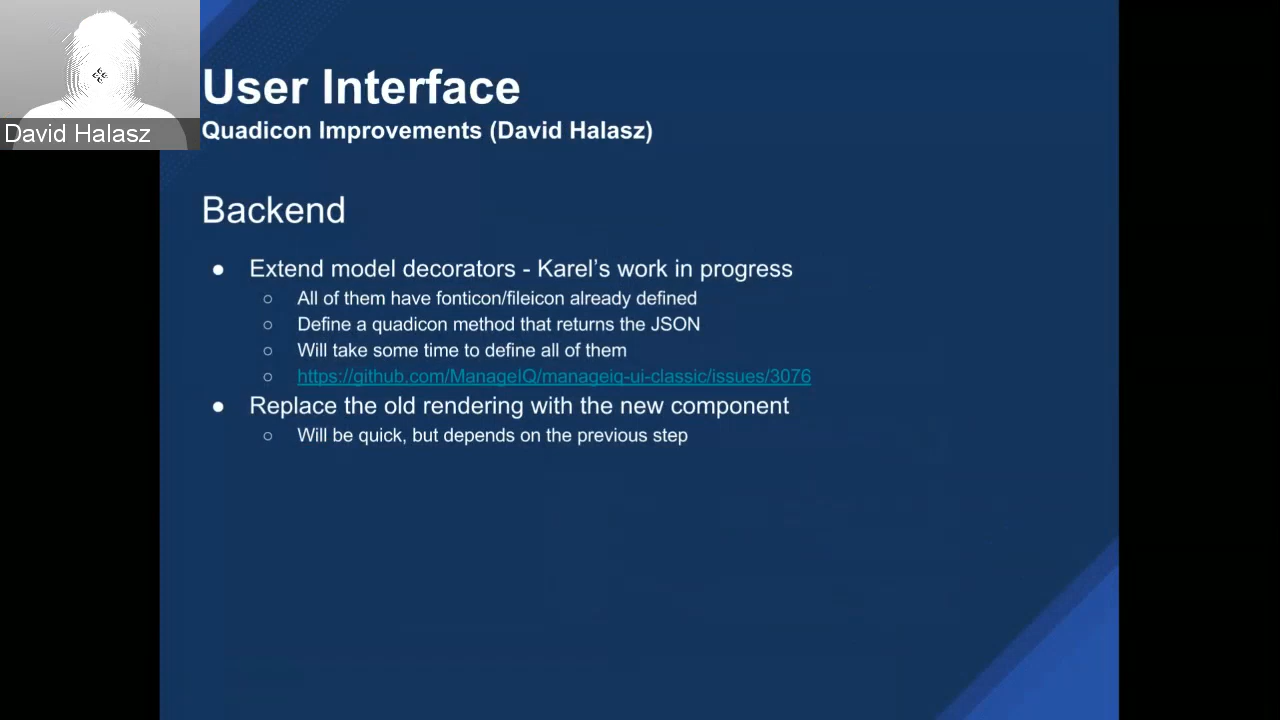 User Interface
Quadicon Improvements (David Halasz)
David Halasz
Backend
● Extend model decorators - Karel's work in progress
○ All of them have fonticon/fileicon already defined
○ Define a quadicon method that returns the JSON
○ Will take some time to define all of them
○ https://github.com/ManageIQ/manageiq-ui-classic/issues/3076
● Replace the old rendering with the new component
○ Will be quick, but depends on the previous step